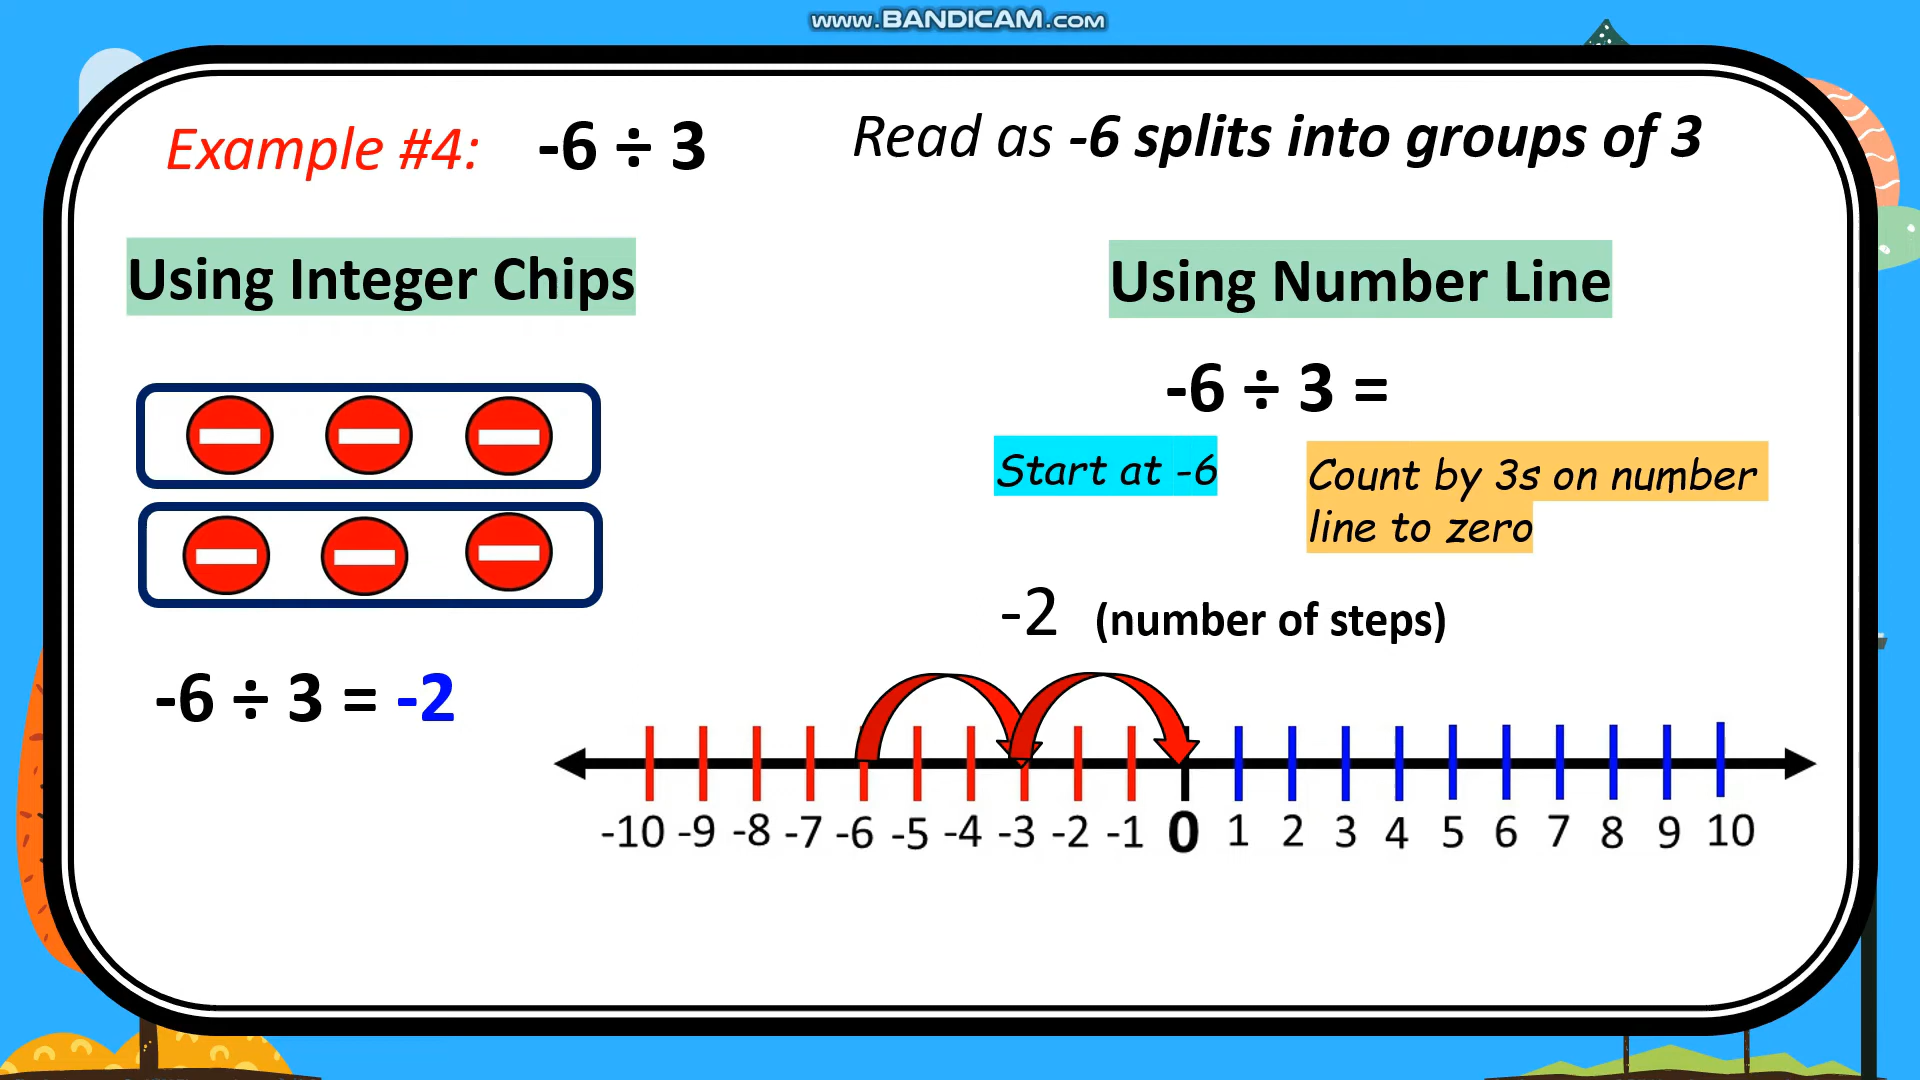 www.BANDICAM.com
Example #4: -6 ÷ 3
Read as -6 splits into groups of 3
Using Integer Chips
-6 ÷ 3 = -2
Using Number Line
-6 ÷ 3 =
Start at -6
Count by 3s on number
line to zero
-2 (number of steps)
-10 -9 -8 -7 -6 -5 -4 -3 -2 -1 0 1 2 3 4 5 6 7 8 9 10